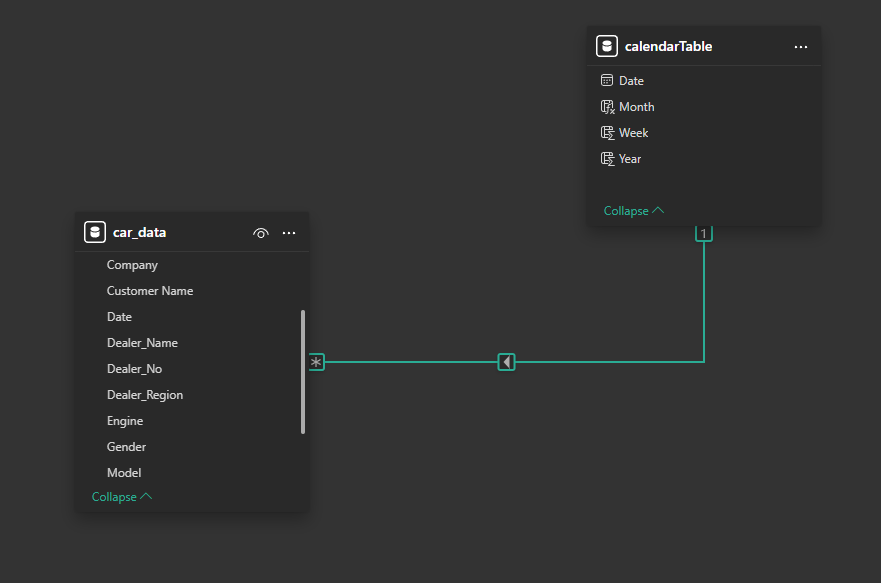 calendarTable
Date
Month
Week
Year
Collapse
1
car_data
Company
Customer Name
Date
Dealer_Name
Dealer_No
Dealer_Region
Engine
Gender
Model
Collapse
*